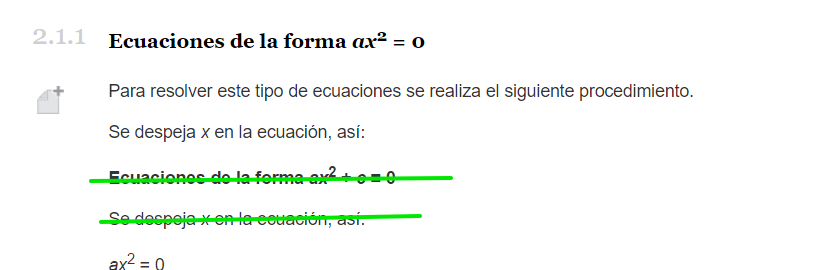 2.1.1 Ecuaciones de la forma ax² = 0
Para resolver este tipo de ecuaciones se realiza el siguiente procedimiento.
Se despeja x en la ecuación, así:
Ecuaciones de la forma ax² + c = 0
Se despeja x en la ecuación, así:
ax² = 0